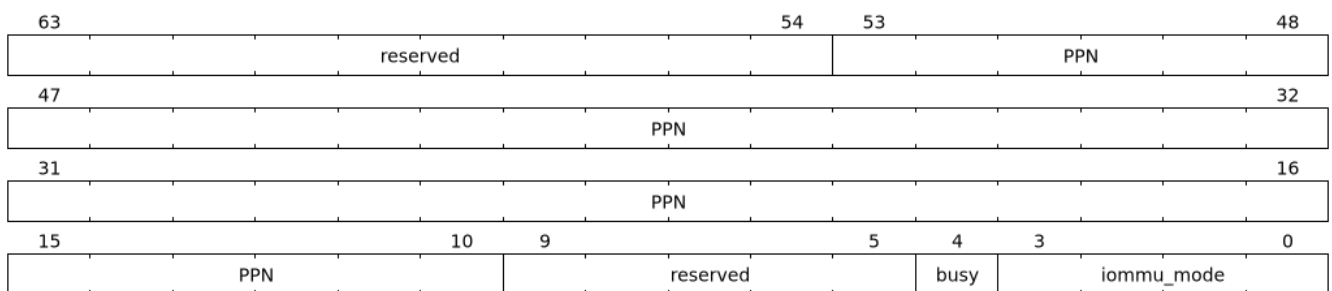 63 54 53 48
reserved PPN
47 32
PPN
31 16
PPN
15 10 9 5 4 3 0
PPN reserved busy iommu_mode